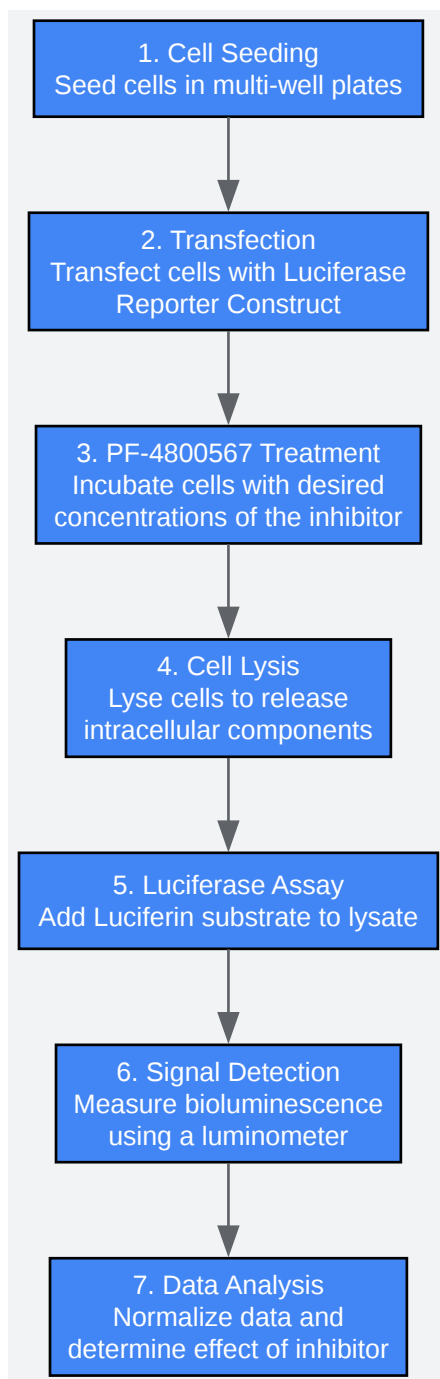 1. Cell Seeding
Seed cells in multi-well plates
2. Transfection
Transfect cells with Luciferase
Reporter Construct
3. PF-4800567 Treatment
Incubate cells with desired
concentrations of the inhibitor
4. Cell Lysis
Lyse cells to release
intracellular components
5. Luciferase Assay
Add Luciferin substrate to lysate
6. Signal Detection
Measure bioluminescence
using a luminometer
7. Data Analysis
Normalize data and
determine effect of inhibitor